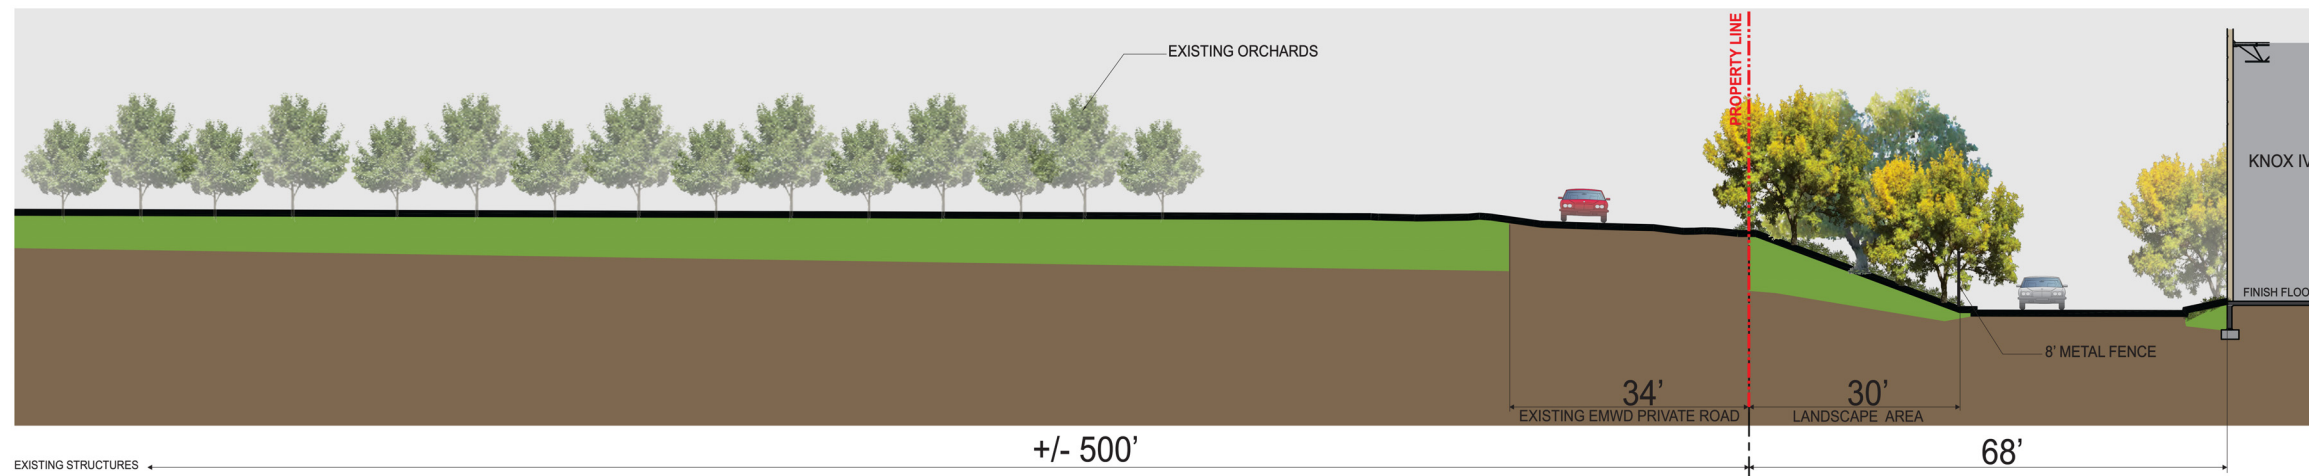 EXISTING ORCHARDS
PROPERTY LINE
KNOX IV
FINISH FLOO
8' METAL FENCE
34'
EXISTING EMWD PRIVATE ROAD
30'
LANDSCAPE AREA
+/- 500'
68'
EXISTING STRUCTURES